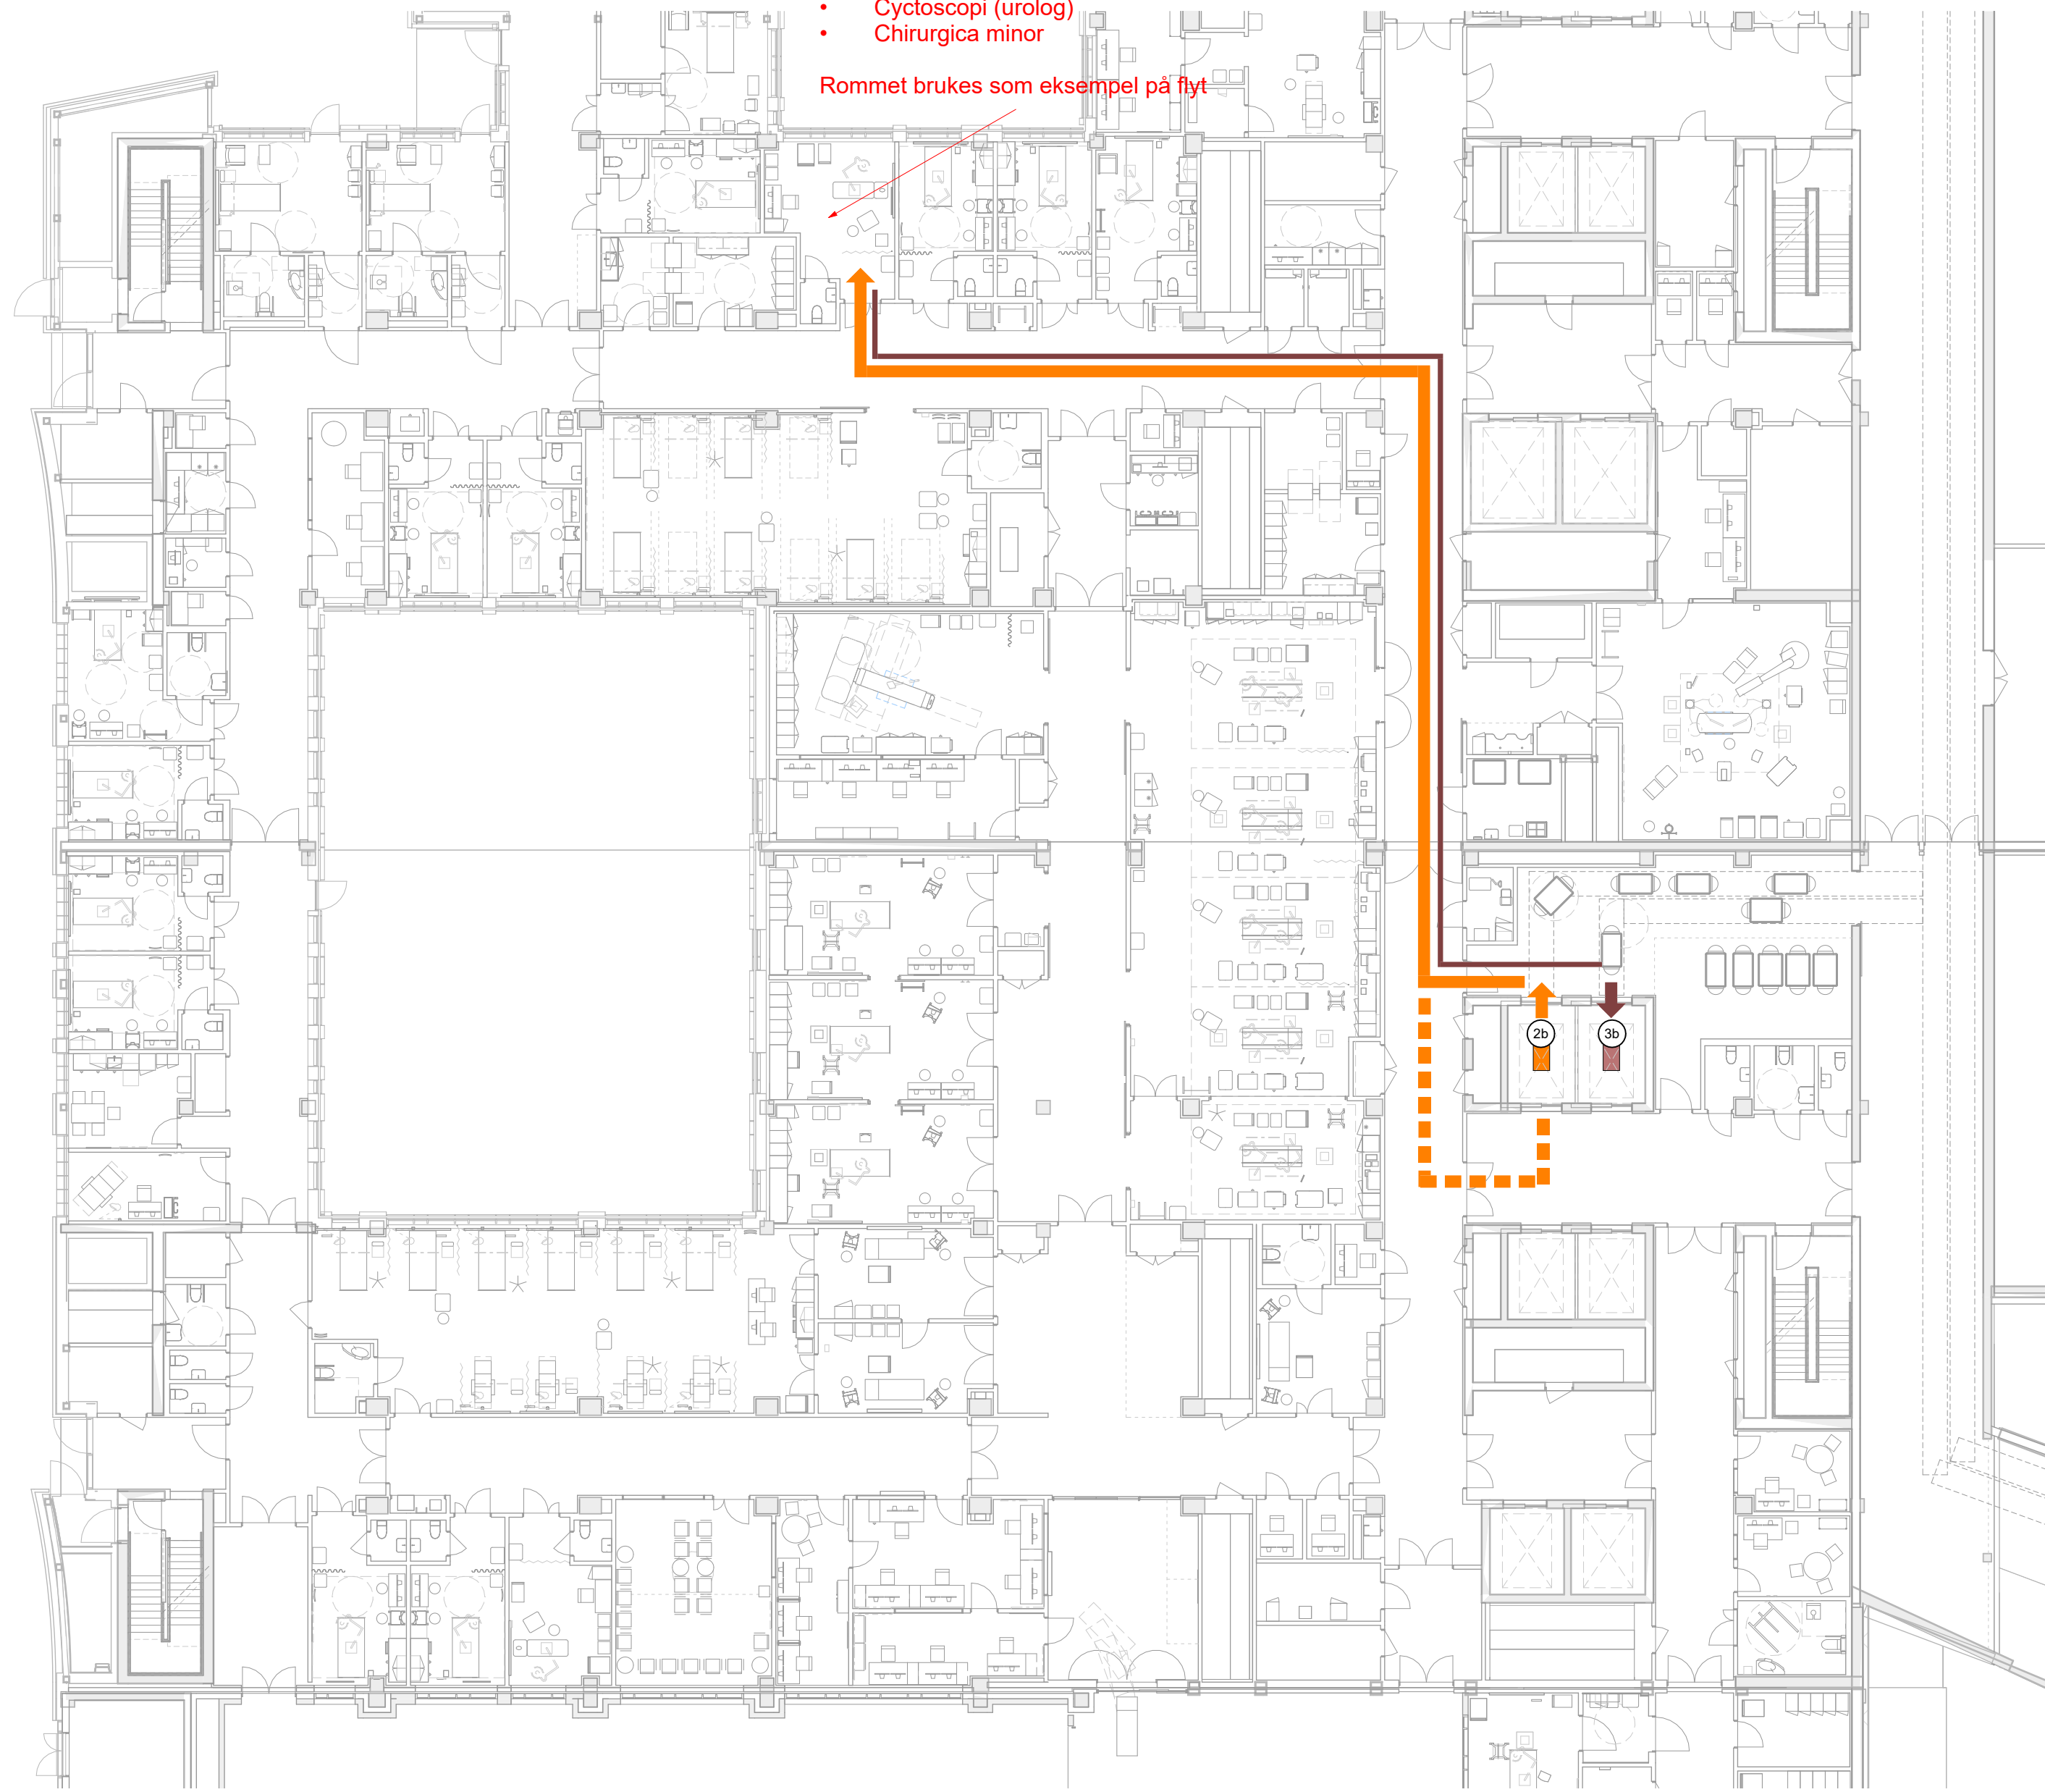 • Cyctoscopi (urolog)
• Chirurgica minor
Rommet brukes som eksempel på flyt
2b
3b